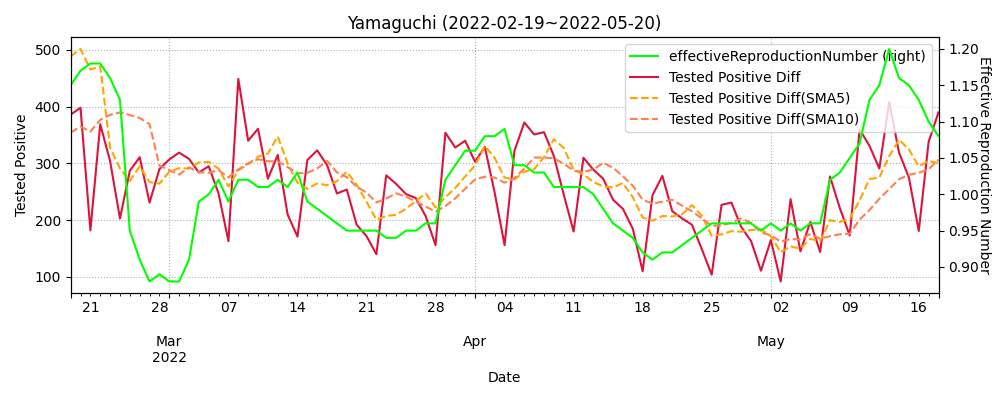 Yamaguchi (2022-02-19~2022-05-20)
effectiveReproductionNumber (right)
Tested Positive Diff
Tested Positive Diff(SMA5)
Tested Positive Diff(SMA10)
Tested Positive
500
400
300
200
100
1.20
1.15
1.10
1.05
1.00
0.95
0.90
Effective Reproduction Number
21 28 07 14 21 28 04 11 18 25 02 09 16
Mar Apr May
2022
Date